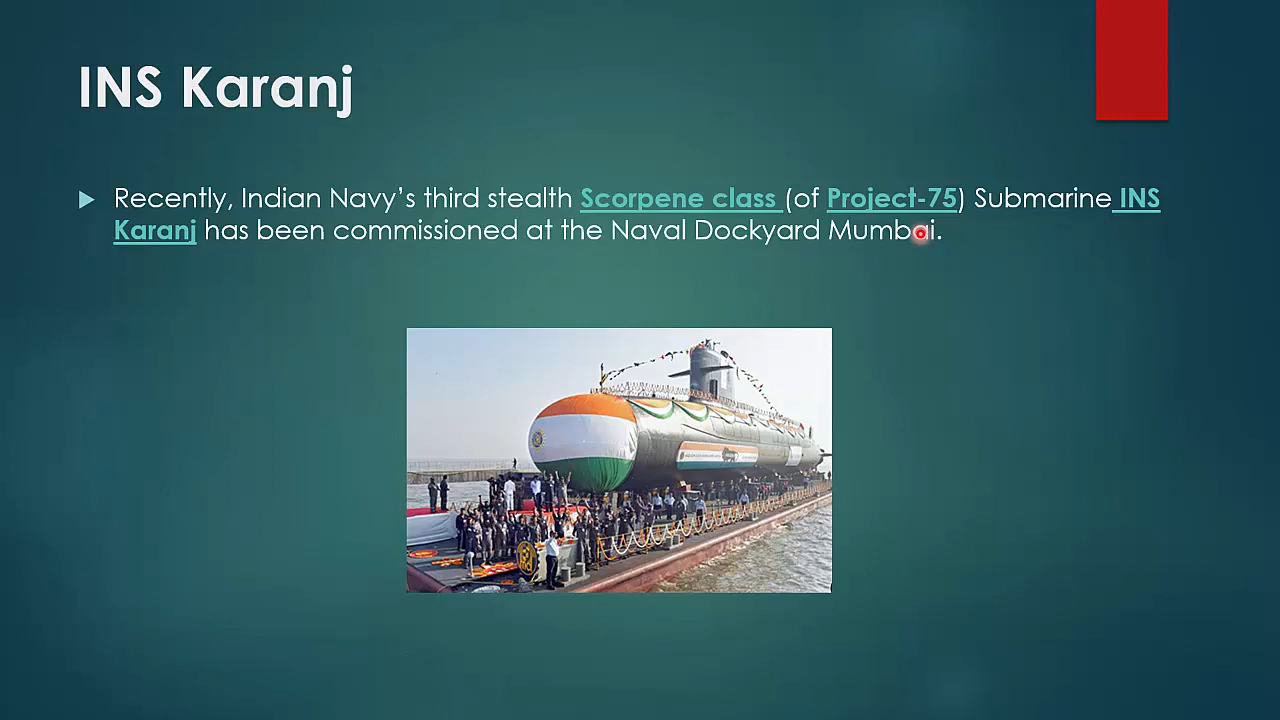 INS Karanj
Recently, Indian Navy’s third stealth Scorpene class (of Project-75) Submarine INS
Karanj has been commissioned at the Naval Dockyard Mumbai.